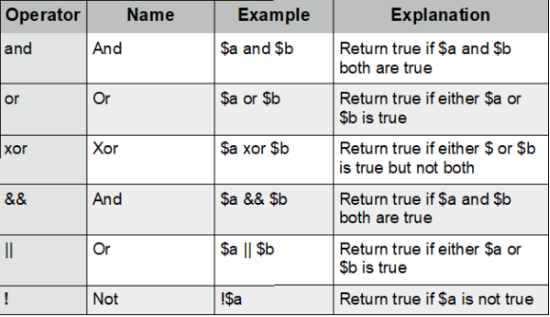 Operator Name Example Explanation
and And $a and $b Return true if $a and $b
both are true
or Or $a or $b Return true if either $a or
$b is true
xor Xor $a xor $b Return true if either $ or $b
is true but not both
&& And $a && $b Return true if $a and $b
both are true
|| Or $a || $b Return true if either $a or
$b is true
! Not !$a Return true if $a is not true